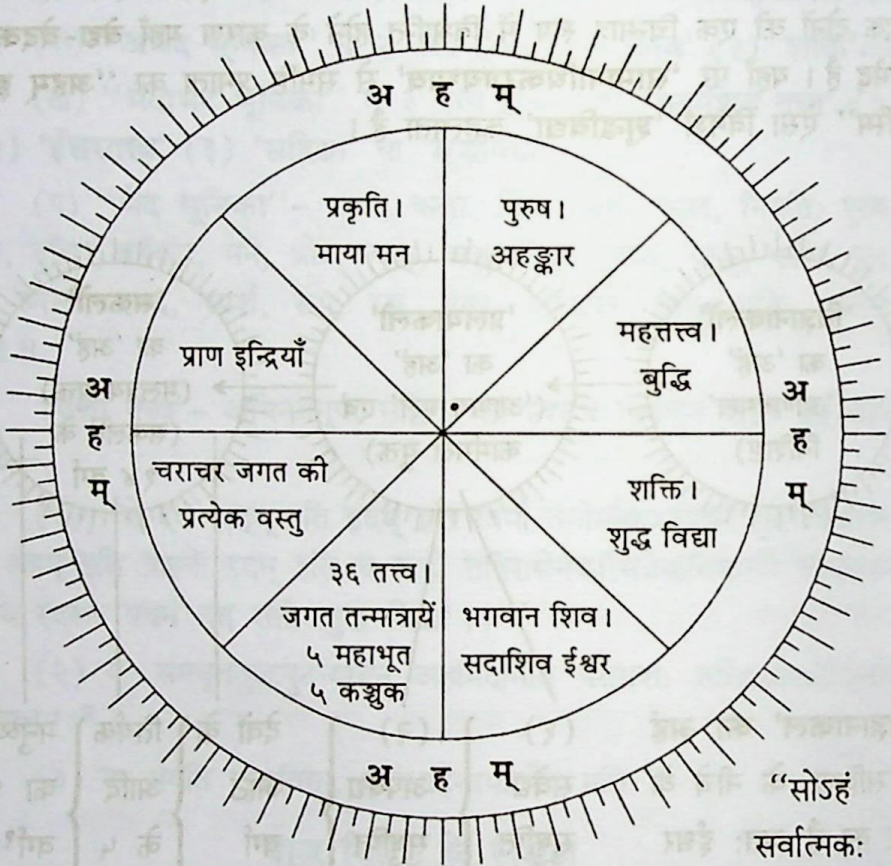 अ ह म्
प्रकृति।
माया मन
पुरुष।
अहङ्कार
प्राण इन्द्रियाँ
महत्तत्त्व।
बुद्धि
अ
ह
म्
अ
ह
म्
चराचर जगत की
प्रत्येक वस्तु
शक्ति।
शुद्ध विद्या
३६ तत्त्व।
जगत तन्मात्रायें
५ महाभूत
५ कञ्चुक
भगवान शिव।
सदाशिव ईश्वर
अ ह म्
“सोऽहं
सर्वात्मक: